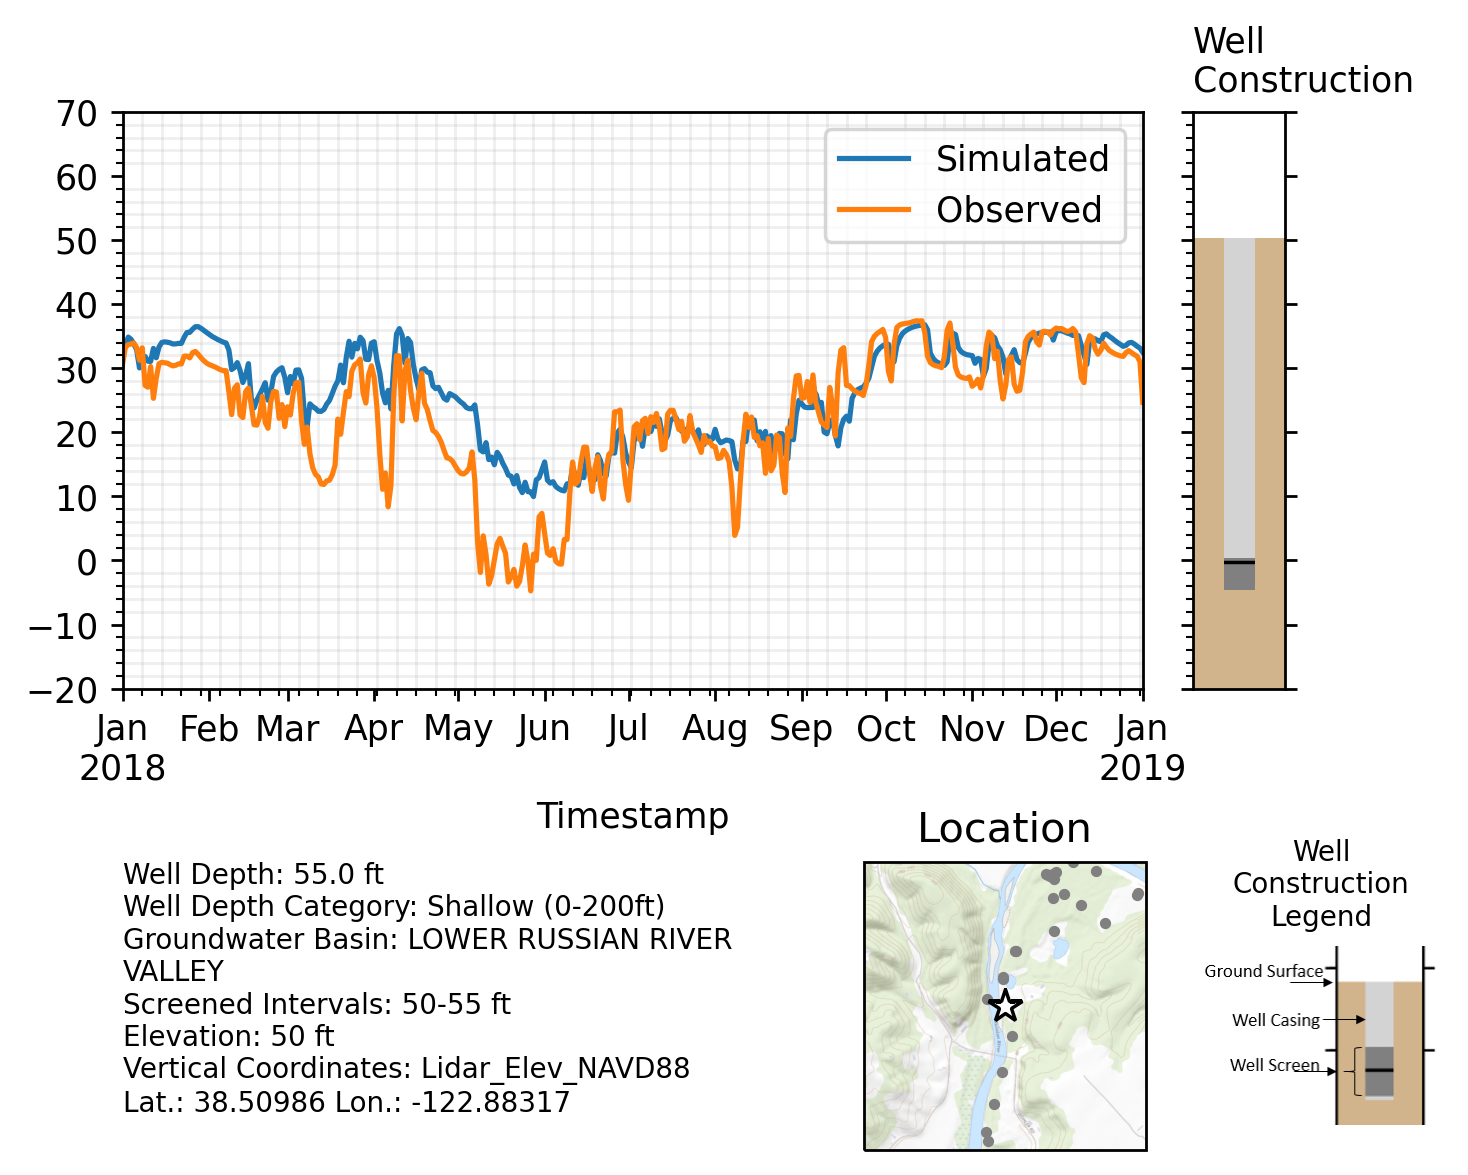 Well
Construction
70
60
50
40
30
20
10
0
−10
−20
Simulated
Observed
Jan Feb Mar Apr May Jun Jul Aug Sep Oct Nov Dec Jan
2018 2019
Timestamp
Well Depth: 55.0 ft
Well Depth Category: Shallow (0-200ft)
Groundwater Basin: LOWER RUSSIAN RIVER
VALLEY
Screened Intervals: 50-55 ft
Elevation: 50 ft
Vertical Coordinates: Lidar_Elev_NAVD88
Lat.: 38.50986 Lon.: -122.88317
Location
Well
Construction
Legend
Ground Surface
Well Casing
Well Screen